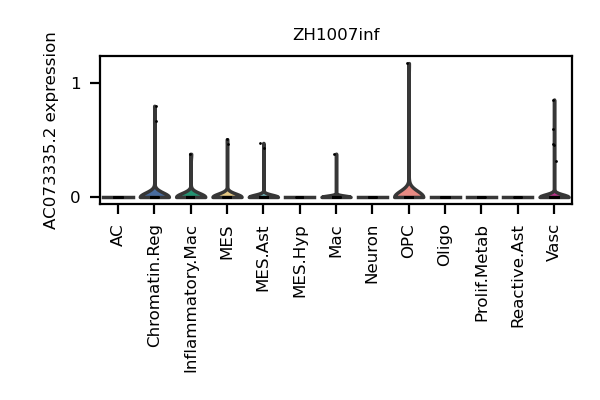 ZH1007inf
AC073335.2 expression
1
0
AC
Chromatin.Reg
Inflammatory.Mac
MES
MES.Ast
MES.Hyp
Mac
Neuron
OPC
Oligo
Prolif.Metab
Reactive.Ast
Vasc